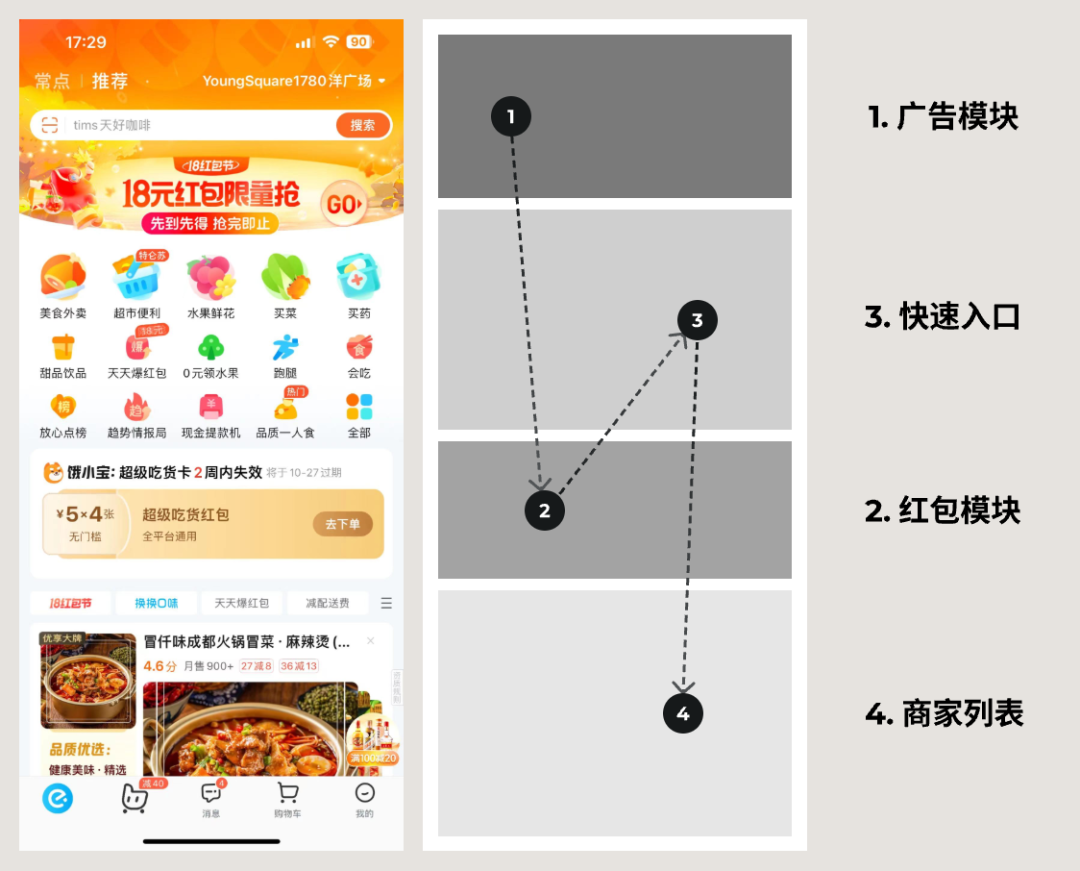 17:29
90
常点 | 推荐
YoungSquare1780洋广场
tims天好咖啡
搜索
18红包节
18元红包限量抢
GO
先到先得 抢完即止
特仑苏
美食外卖 超市便利 水果鲜花 买菜 买药
38元
爆
食
甜品饮品 天天爆红包 0元领水果 跑腿 会吃
热门
榜
趋
羊
放心点榜 趋势情报局 现金提款机 品质一人食 全部
饿小宝: 超级吃货卡2周内失效 将于10-27过期
¥5×4张
无门槛
超级吃货红包
全平台通用
去下单
18红包节 换换口味 天天爆红包 减配送费
优享大牌
冒仟味成都火锅冒菜·麻辣烫(...
4.6分 月售900+ 27减8 36减13
品质优选:
健康美味·精选
满100减20
减40
4
消息 购物车 我的
1
3
2
4
1. 广告模块
3. 快速入口
2. 红包模块
4. 商家列表